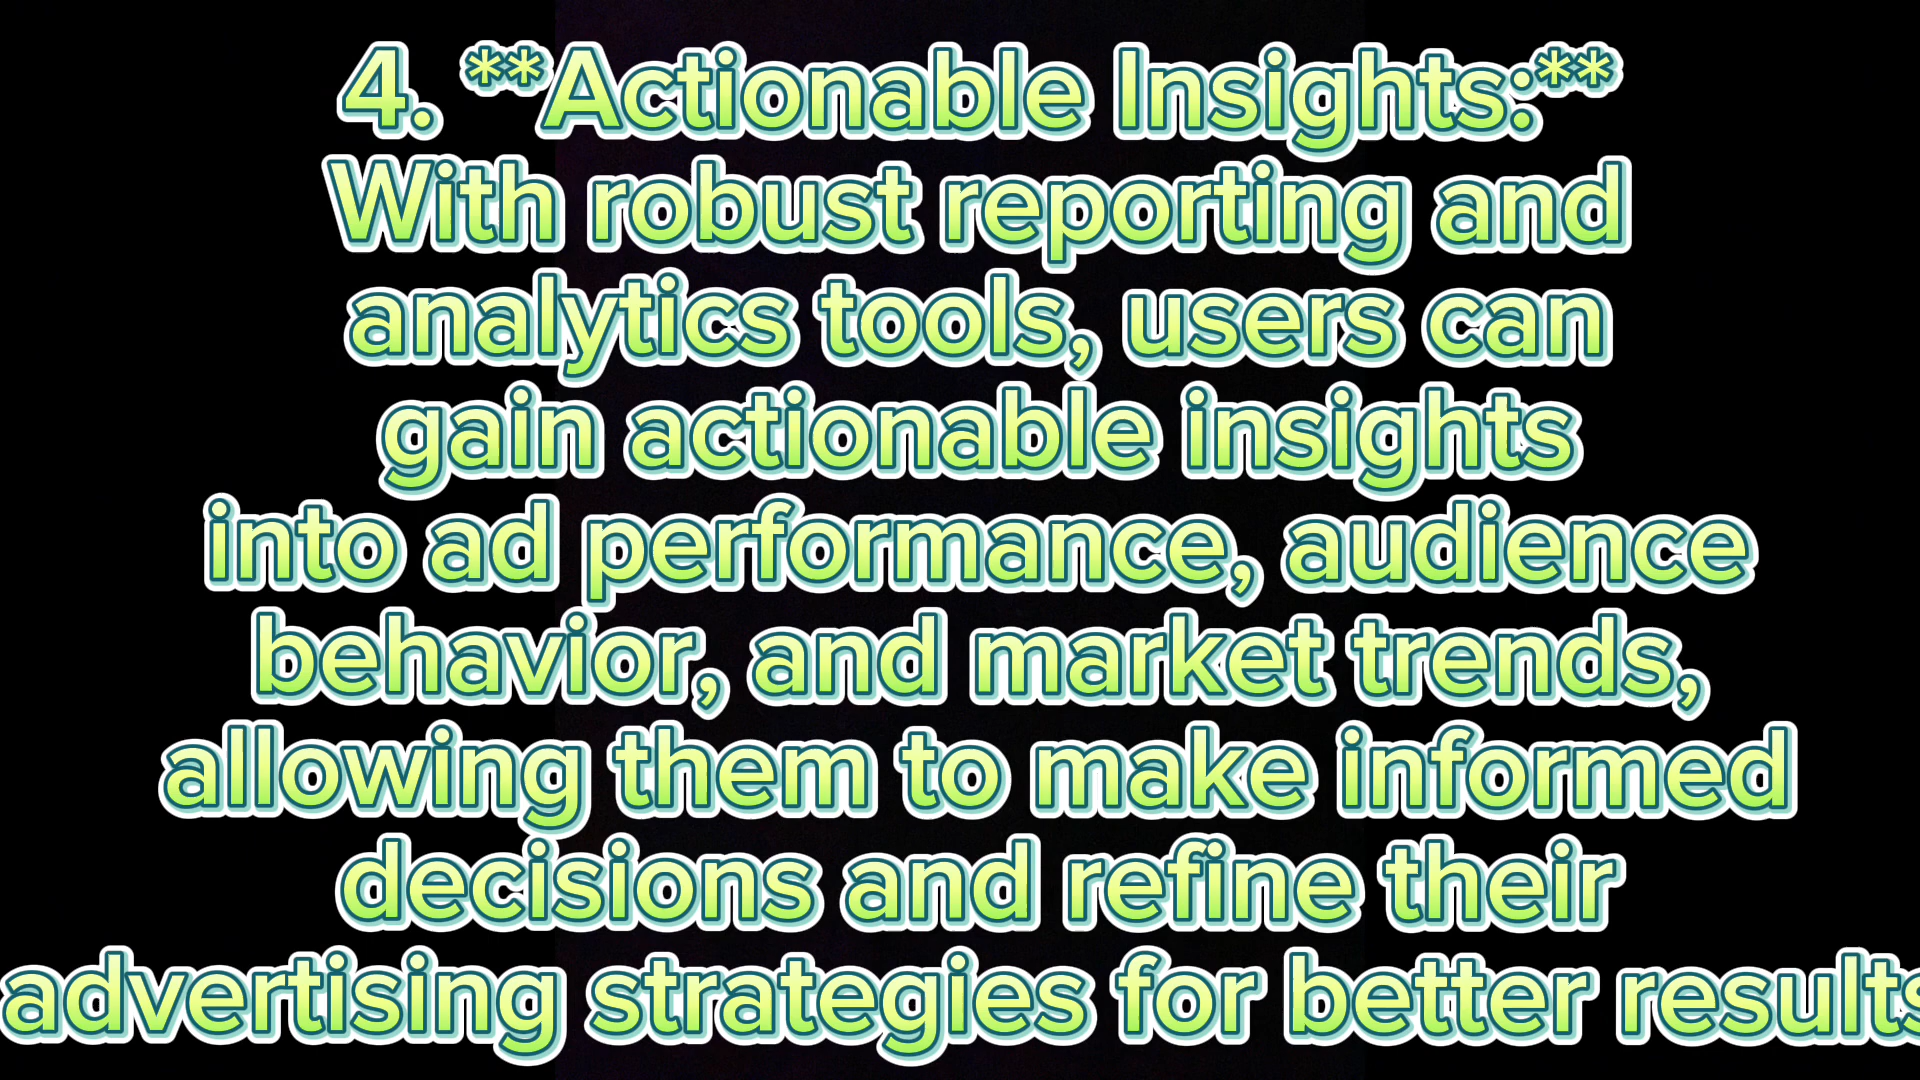 4. **Actionable Insights:**
With robust reporting and
analytics tools, users can
gain actionable insights
into ad performance, audience
behavior, and market trends,
allowing them to make informed
decisions and refine their
advertising strategies for better results